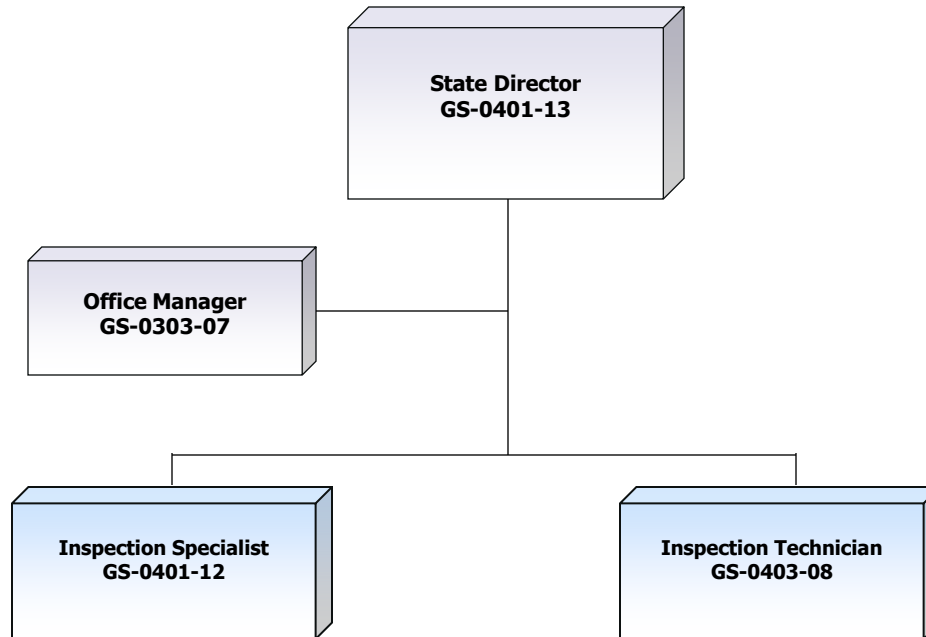 State Director
GS-0401-13
Office Manager
GS-0303-07
Inspection Specialist
GS-0401-12
Inspection Technician
GS-0403-08